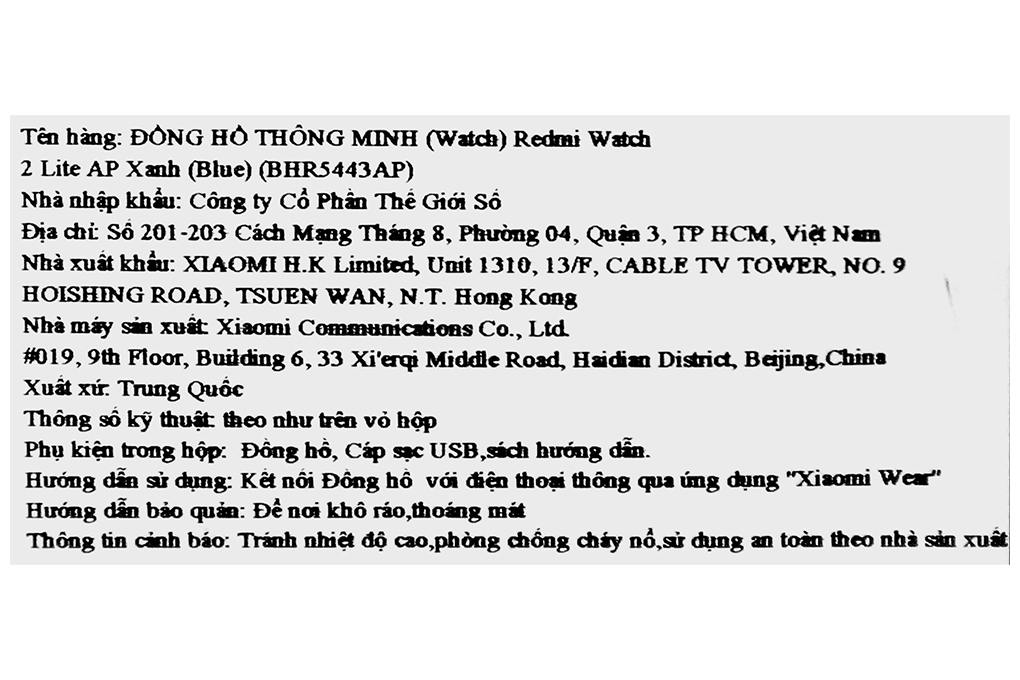 Tên hàng: ĐỒNG HỒ THÔNG MINH (Watch) Redmi Watch
2 Lite AP Xanh (Blue) (BHR5443AP)
Nhà nhập khẩu: Công ty Cổ Phần Thế Giới Số
Địa chỉ: Số 201-203 Cách Mạng Tháng 8, Phường 04, Quận 3, TP HCM, Việt Nam
Nhà xuất khẩu: XIAOMI H.K Limited, Unit 1310, 13/F, CABLE TV TOWER, NO. 9
HOISHING ROAD, TSUEN WAN, N.T. Hong Kong
Nhà máy sản xuất: Xiaomi Communications Co., Ltd.
#019, 9th Floor, Building 6, 33 Xi'erqi Middle Road, Haidian District, Beijing,China
Xuất xứ: Trung Quốc
Thông số kỹ thuật: theo như trên vỏ hộp
Phụ kiện trong hộp: Đồng hồ, Cáp sạc USB,sách hướng dẫn.
Hướng dẫn sử dụng: Kết nối Đồng hồ với điện thoại thông qua ứng dụng "Xiaomi Wear"
Hướng dẫn bảo quản: Để nơi khô ráo,thoáng mát
Thông tin cảnh báo: Tránh nhiệt độ cao,phòng chống cháy nổ,sử dụng an toàn theo nhà sản xuất